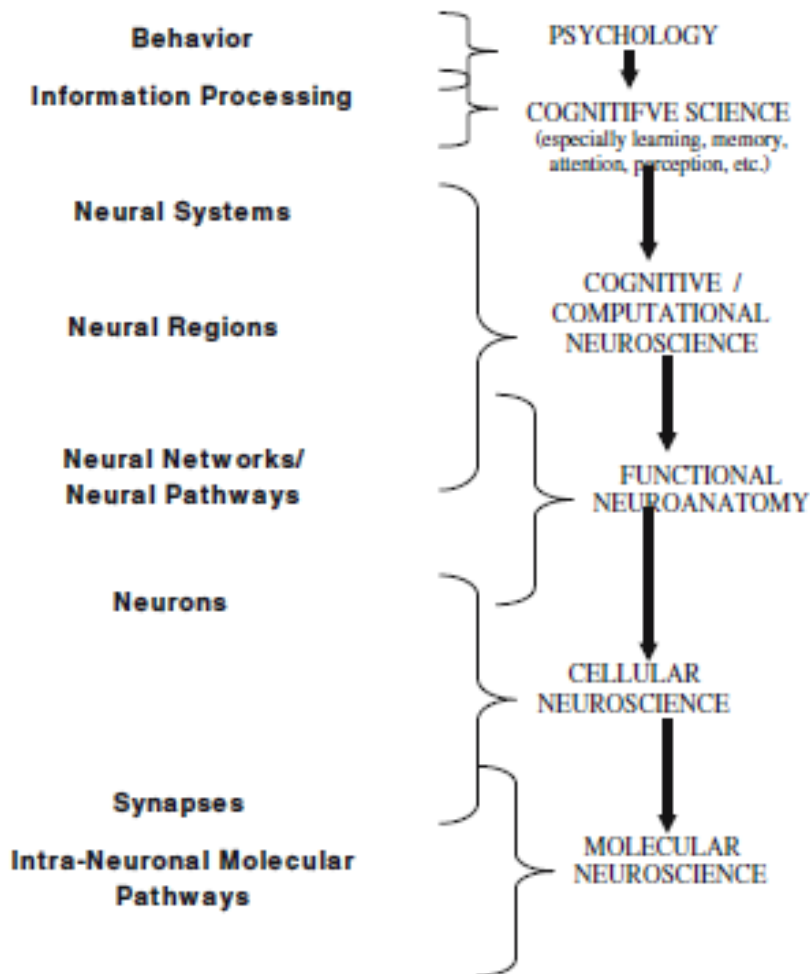 Behavior
PSYCHOLOGY
Information Processing
COGNITIFVE SCIENCE
(especially learning, memory,
attention, perception, etc.)
Neural Systems
COGNITIVE /
COMPUTATIONAL
NEUROSCIENCE
Neural Regions
Neural Networks/
Neural Pathways
FUNCTIONAL
NEUROANATOMY
Neurons
CELLULAR
NEUROSCIENCE
Synapses
Intra-Neuronal Molecular
Pathways
MOLECULAR
NEUROSCIENCE